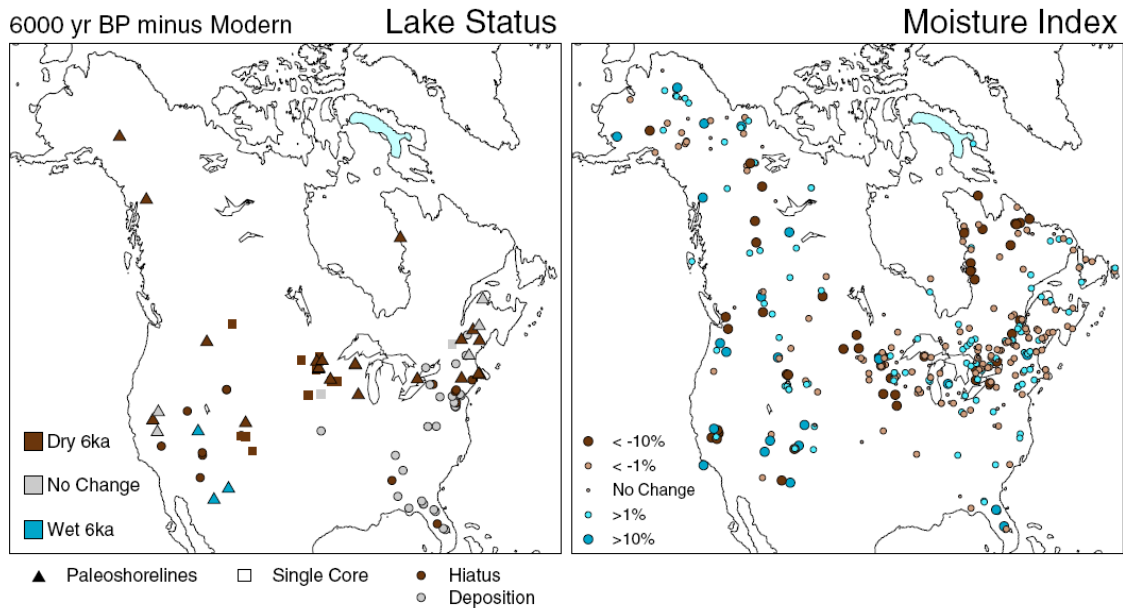 6000 yr BP minus Modern
Lake Status
Moisture Index
Dry 6ka
No Change
Wet 6ka
< -10%
< -1%
No Change
>1%
>10%
Paleoshorelines
Single Core
Hiatus
Deposition